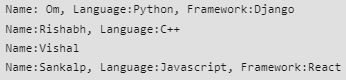 Name: Om, Language:Python, Framework:Django
Name:Rishabh, Language:C++
Name:Vishal
Name:Sankalp, Language:Javascript, Framework:React